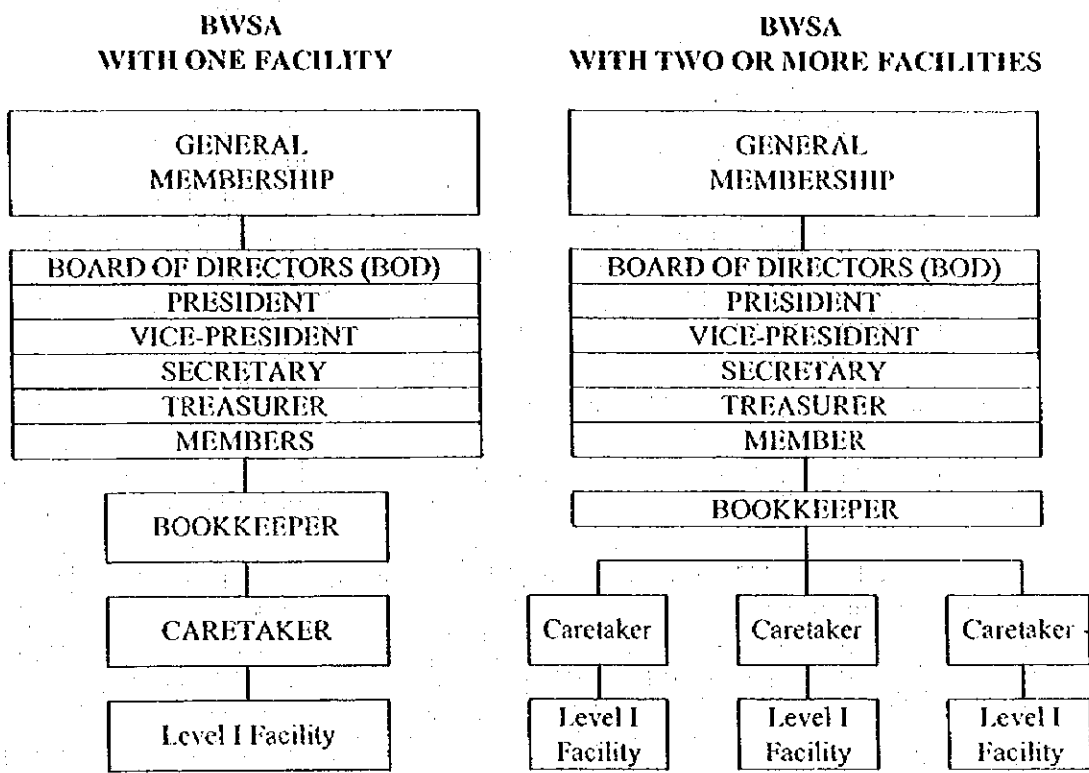 BWSA
WITH ONE FACILITY
GENERAL
MEMBERSHIP
BOARD OF DIRECTORS (BOD)
PRESIDENT
VICE-PRESIDENT
SECRETARY
TREASURER
MEMBERS
BOOKKEEPER
CARETAKER
Level I Facility
BWSA
WITH TWO OR MORE FACILITIES
GENERAL
MEMBERSHIP
BOARD OF DIRECTORS (BOD)
PRESIDENT
VICE-PRESIDENT
SECRETARY
TREASURER
MEMBER
BOOKKEEPER
Caretaker
Caretaker
Caretaker
Level I
Facility
Level I
Facility
Level I
Facility